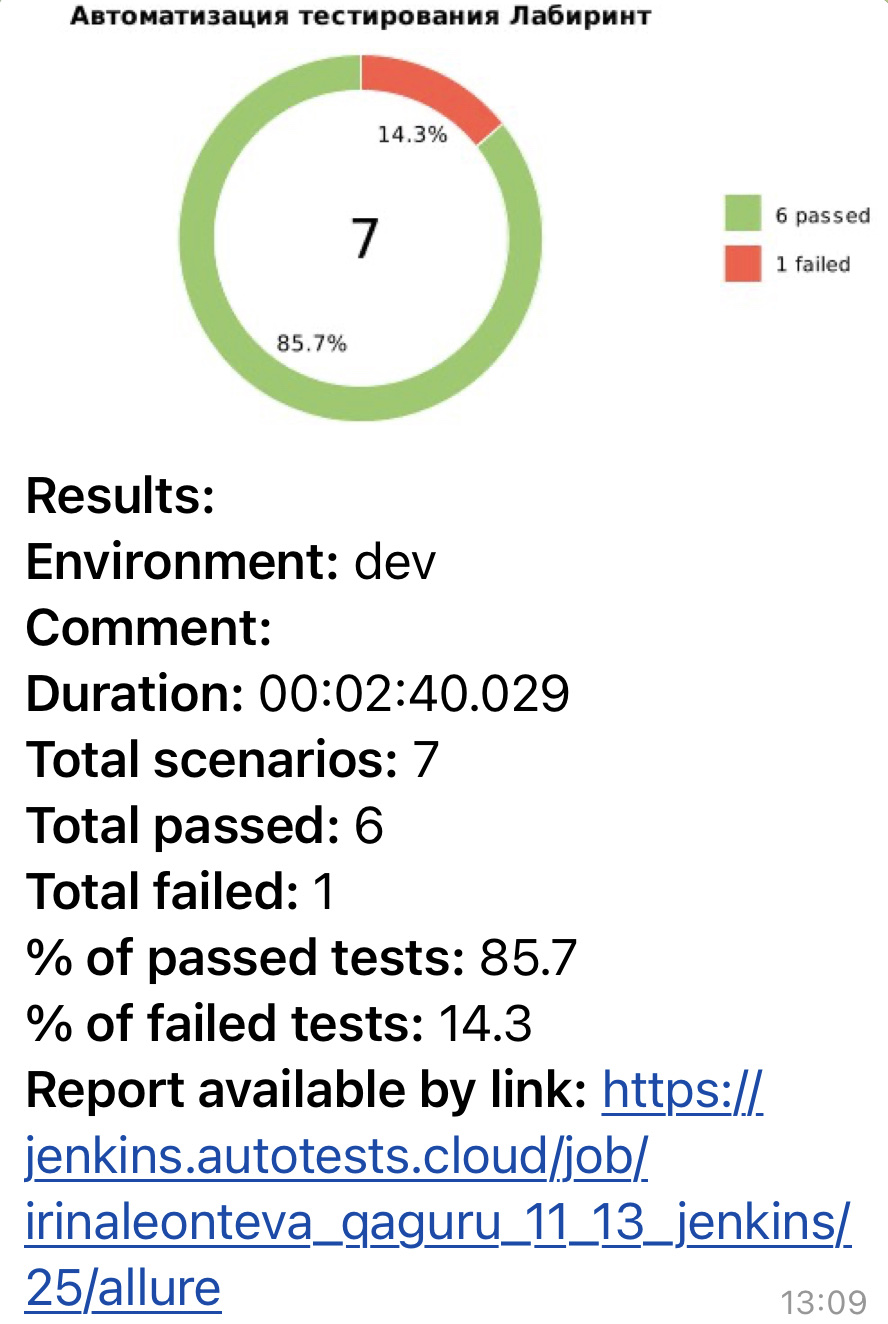 Автоматизация тестирования Лабиринт
14.3%
7
85.7%
6 passed
1 failed
Results:
Environment: dev
Comment:
Duration: 00:02:40.029
Total scenarios: 7
Total passed: 6
Total failed: 1
% of passed tests: 85.7
% of failed tests: 14.3
Report available by link: https://
jenkins.autotests.cloud/job/
irinaleonteva_qaguru_11_13_jenkins/
25/allure
13:09